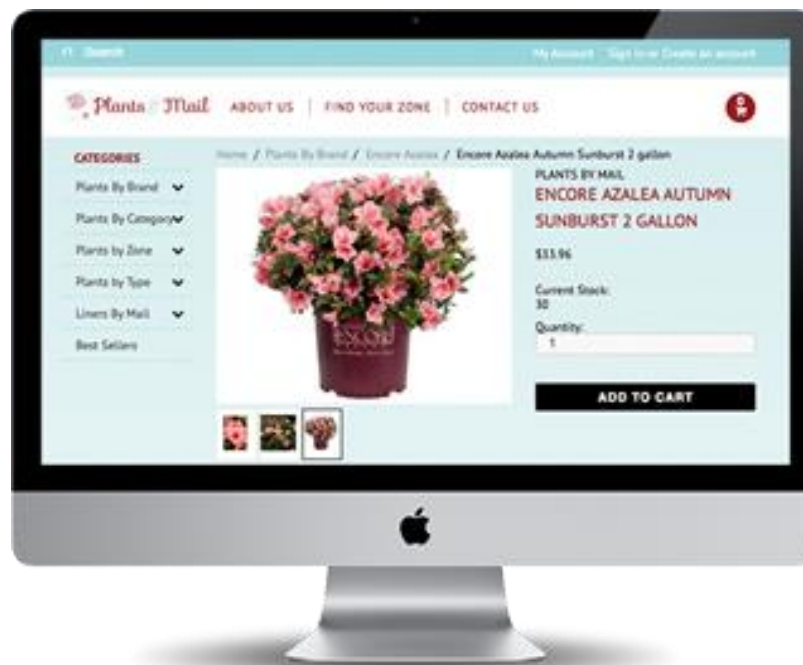 Search
My Account Sign in or Create an account
Plants by Mail ABOUT US | FIND YOUR ZONE | CONTACT US
0
CATEGORIES
Home / Plants By Brand / Encore Azalea / Encore Azalea Autumn Sunburst 2 gallon
Plants By Brand
Plants By Category
Plants by Zone
Plants by Type
Liners By Mail
Best Sellers
PLANTS BY MAIL
ENCORE AZALEA AUTUMN
SUNBURST 2 GALLON
$33.96
Current Stock:
30
Quantity:
1
ADD TO CART
ENCORE